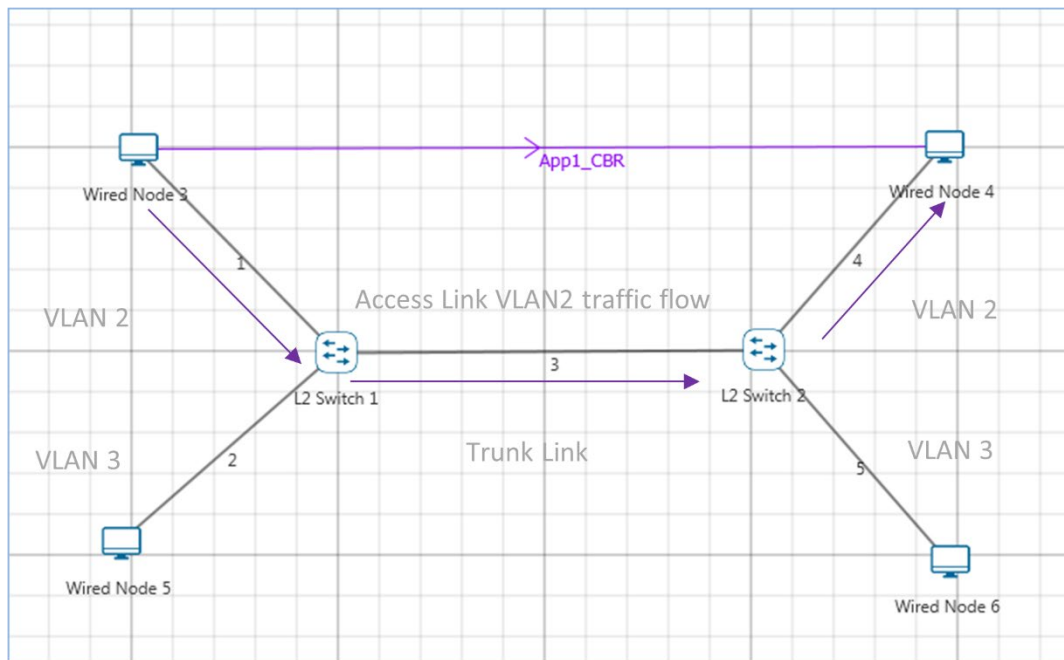 App1_CBR
Wired Node 3
Wired Node 4
1
4
Access Link VLAN2 traffic flow
VLAN 2
VLAN 2
3
L2 Switch 1
L2 Switch 2
VLAN 3
2
Trunk Link
VLAN 3
5
Wired Node 5
Wired Node 6